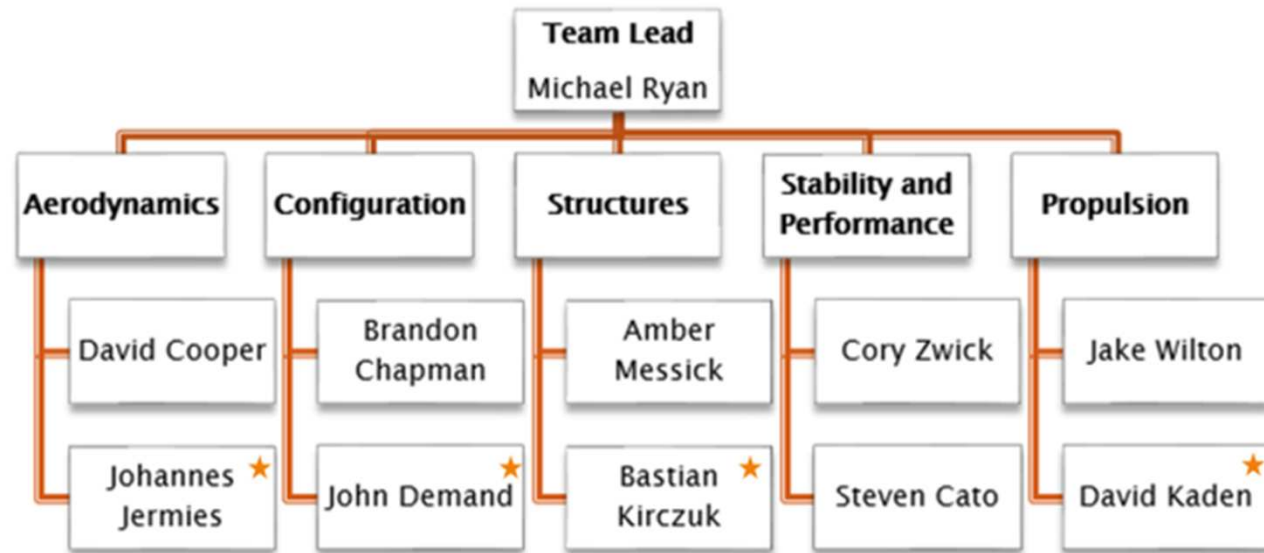 Team Lead
Michael Ryan
Aerodynamics
Configuration
Structures
Stability and
Performance
Propulsion
David Cooper
Brandon
Chapman
Amber
Messick
Cory Zwick
Jake Wilton
Johannes
Jermies
John Demand
Bastian
Kirczuk
Steven Cato
David Kaden